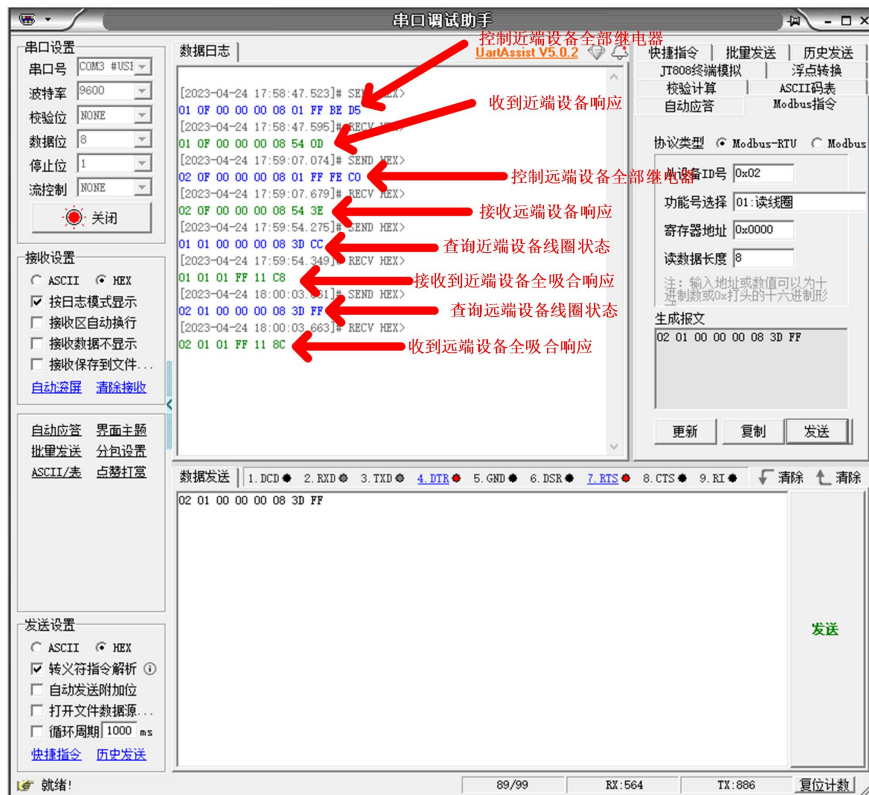 串口调试助手
串口设置
串口号 COM3 #USI
波特率 9600
校验位 NONE
数据位 8
停止位 1
流控制 NONE
关闭
接收设置
ASCII HEX
按日志模式显示
接收区自动换行
接收数据不显示
接收保存到文件...
自动滚屏 清除接收
自动应答 界面主题
批量发送 分包设置
ASCII/表 点赞打赏
发送设置
ASCII HEX
转义符指令解析
自动发送附加位
打开文件数据源...
循环周期 1000 ms
快捷指令 历史发送
数据日志
UartAssist V5.0.2
控制近端设备全部继电器
[2023-04-24 17:58:47.523]# SEND HEX>
01 0F 00 00 00 08 01 FF BE D5
收到近端设备响应
[2023-04-24 17:58:47.595]# RECV HEX>
01 0F 00 00 00 08 54 0D
[2023-04-24 17:59:07.074]# SEND HEX>
02 0F 00 00 00 08 01 FF FE C0
控制远端设备全部继电器
[2023-04-24 17:59:07.679]# RECV HEX>
02 0F 00 00 00 08 54 3E
接收远端设备响应
[2023-04-24 17:59:54.275]# SEND HEX>
01 01 00 00 00 08 3D CC
查询近端设备线圈状态
[2023-04-24 17:59:54.349]# RECV HEX>
01 01 01 FF 11 C8
接收到近端设备全吸合响应
[2023-04-24 18:00:03. 51]# SEND HEX>
02 01 00 00 00 08 3D FF
查询远端设备线圈状态
[2023-04-24 18:00:03.663]# RECV HEX>
02 01 01 FF 11 8C
收到远端设备全吸合响应
快捷指令 批量发送 历史发送
JT808终端模拟 浮点转换
校验计算 ASCII码表
自动应答 Modbus指令
协议类型 Modbus-RTU Modbus
设备ID号 0x02
功能号选择 01:读线圈
寄存器地址 0x0000
读数据长度 8
注: 输入地址或数值可以为十
进制数或0x打头的十六进制形
生成报文
02 01 00 00 00 08 3D FF
更新 复制 发送
数据发送 1.DCD 2.RXD 3.TXD 4.DTR 5.GND 6.DSR 7.RTS 8.CTS 9.RI 清除 清除
02 01 00 00 00 08 3D FF
发送
就绪! 89/99 RX:564 TX:886 复位计数